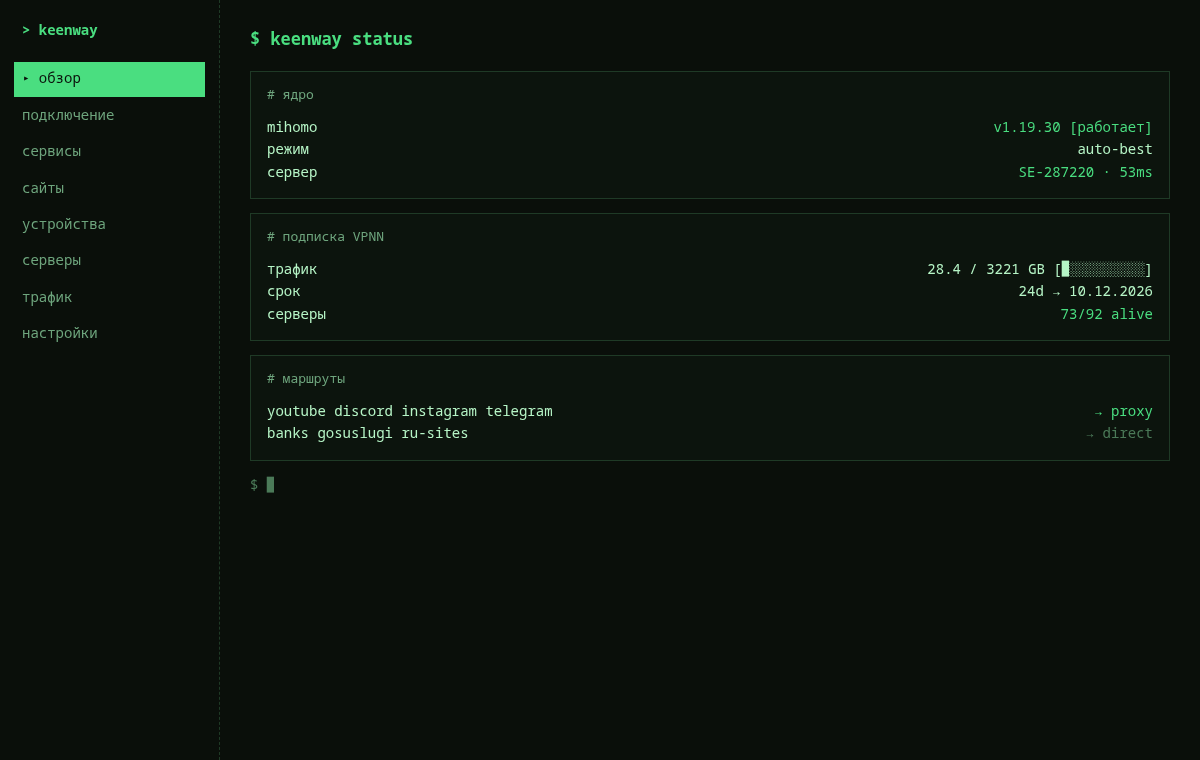 > keenway
▸ обзор
подключение
сервисы
сайты
устройства
серверы
трафик
настройки
$ keenway status
# ядро
mihomo v1.19.30 [работает]
режим auto-best
сервер SE-287220 · 53ms
# подписка VPNN
трафик 28.4 / 3221 GB [█░░░░░░░░░]
срок 24d → 10.12.2026
серверы 73/92 alive
# маршруты
youtube discord instagram telegram → proxy
banks gosuslugi ru-sites → direct
$ █